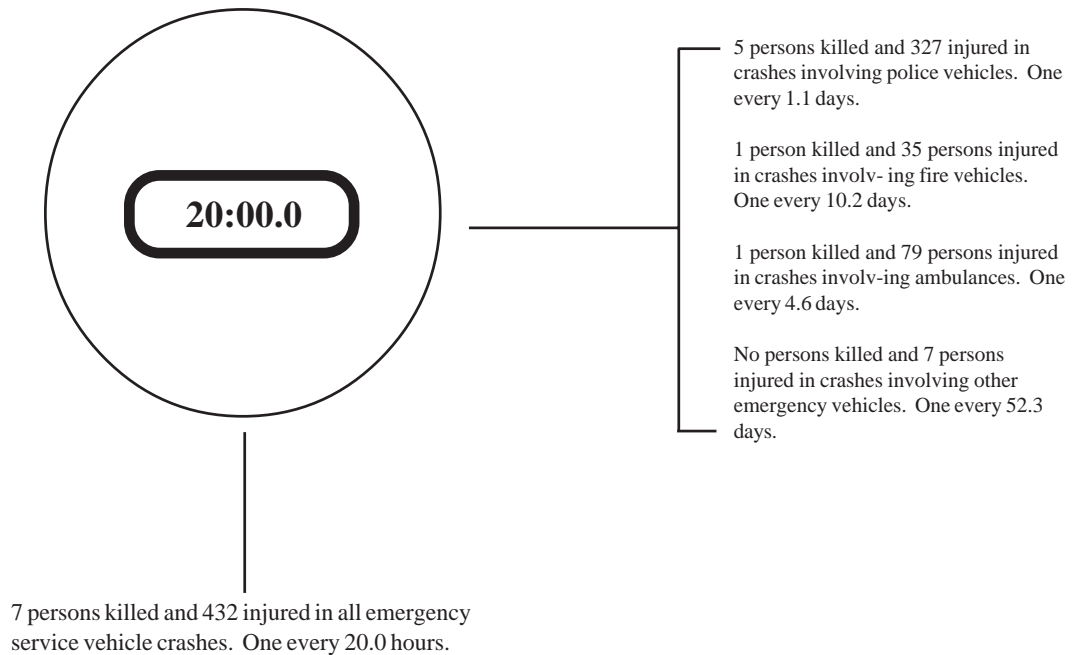 20:00.0
5 persons killed and 327 injured in
crashes involving police vehicles. One
every 1.1 days.
1 person killed and 35 persons injured
in crashes involv- ing fire vehicles.
One every 10.2 days.
1 person killed and 79 persons injured
in crashes involv-ing ambulances. One
every 4.6 days.
No persons killed and 7 persons
injured in crashes involving other
emergency vehicles. One every 52.3
days.
7 persons killed and 432 injured in all emergency
service vehicle crashes. One every 20.0 hours.